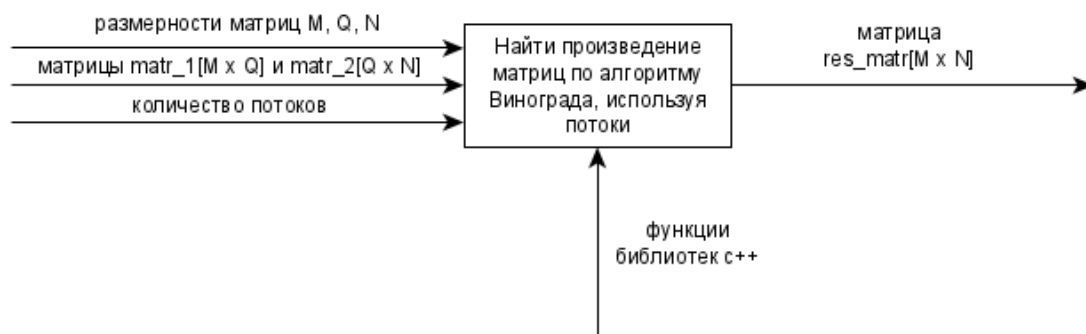 размерности матриц M, Q, N
матрицы matr_1[M x Q] и matr_2[Q x N]
количество потоков
Найти произведение
матриц по алгоритму
Винограда, используя
потоки
матрица
res_matr[M x N]
функции
библиотек c++